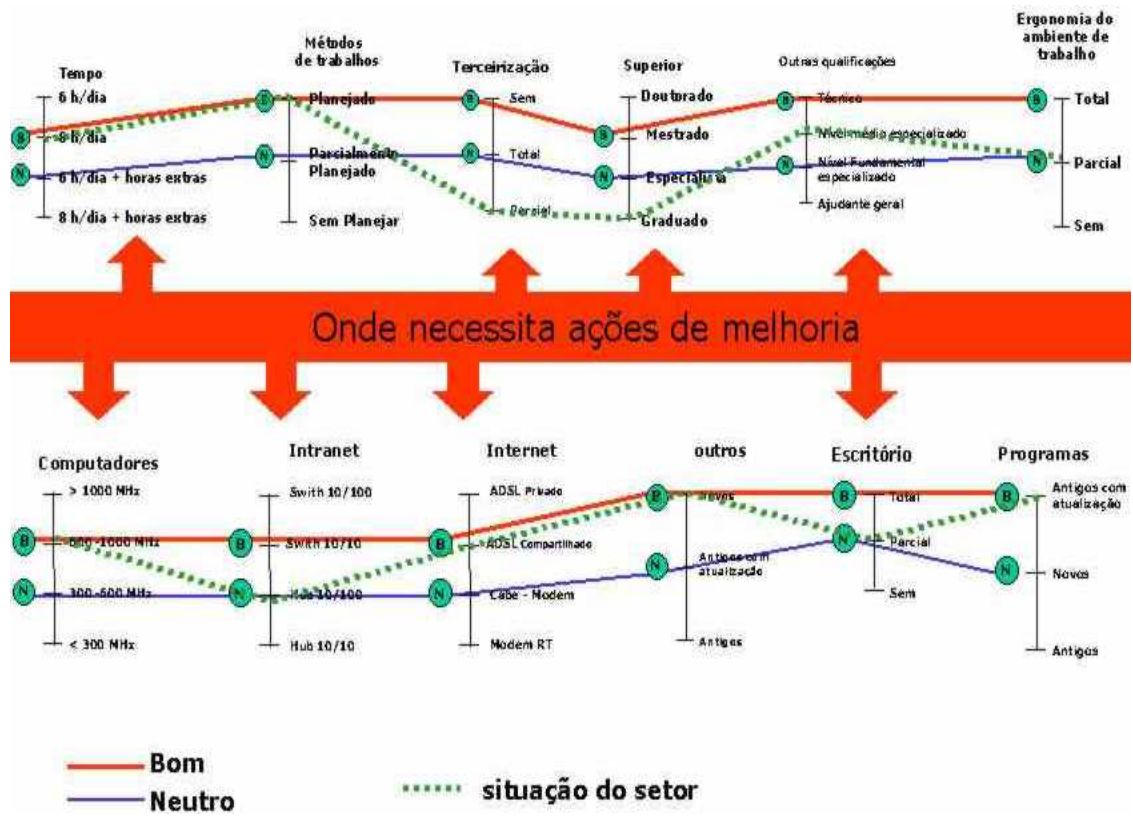 Ergonomia do
ambiente de
trabalho
Métodos
de trabalhos
Tempo
Terceirização
Superior
Outras qualificações
6 h/dia
8 h/dia
6 h/dia + horas extras
8 h/dia + horas extras
Planejado
Parcialmente
Planejado
Sem Planejar
Sem
Total
Parcial
Doutorado
Mestrado
Especialista
Graduado
Técnico
Nível médio especializado
Nível Fundamental
especializado
Ajudante geral
Total
Parcial
Sem
B
B
B
B
B
B
N
N
N
N
N
N
Onde necessita ações de melhoria
Computadores
Intranet
Internet
outros
Escritório
Programas
> 1000 MHz
600 -1000 MHz
300 -600 MHz
< 300 MHz
Swith 10/100
Swith 10/10
Hub 10/100
Hub 10/10
ADSL Privado
ADSL Compartilhado
Cabe - Modem
Modem RT
Novos
Antigos com
atualização
Antigos
Total
Parcial
Sem
Antigos com
atualização
Novos
Antigos
B
B
B
B
B
B
N
N
N
N
N
N
Bom
Neutro
situação do setor